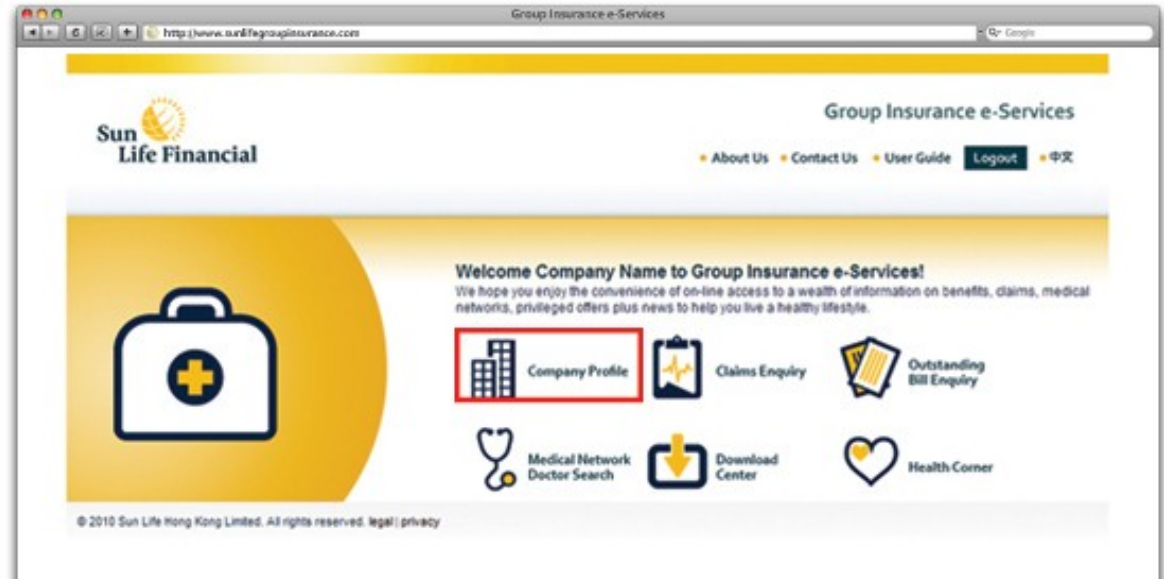 Group Insurance e-Services
http://www.sunlifegroupinsurance.com
Google
Sun
Life Financial
Group Insurance e-Services
About Us
Contact Us
User Guide
Logout
中文
Welcome Company Name to Group Insurance e-Services!
We hope you enjoy the convenience of on-line access to a wealth of information on benefits, claims, medical
networks, privileged offers plus news to help you live a healthy lifestyle.
Company Profile
Claims Enquiry
Outstanding
Bill Enquiry
Medical Network
Doctor Search
Download
Center
Health Corner
© 2010 Sun Life Hong Kong Limited. All rights reserved. legal | privacy